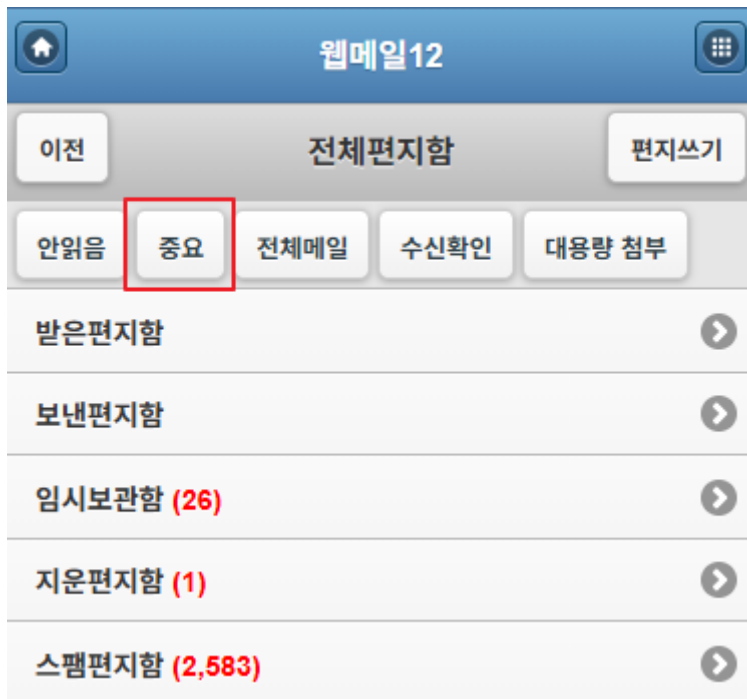 웹메일12
이전 전체편지함 편지쓰기
안읽음 중요 전체메일 수신확인 대용량 첨부
받은편지함
보낸편지함
임시보관함 (26)
지운편지함 (1)
스팸편지함 (2,583)